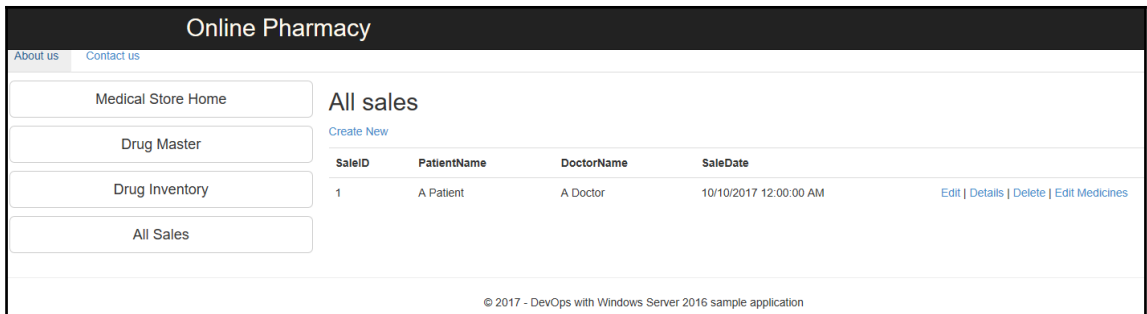 Online Pharmacy
About us Contact us
Medical Store Home
Drug Master
Drug Inventory
All Sales
All sales
Create New
SaleID PatientName DoctorName SaleDate
1 A Patient A Doctor 10/10/2017 12:00:00 AM Edit | Details | Delete | Edit Medicines
© 2017 - DevOps with Windows Server 2016 sample application